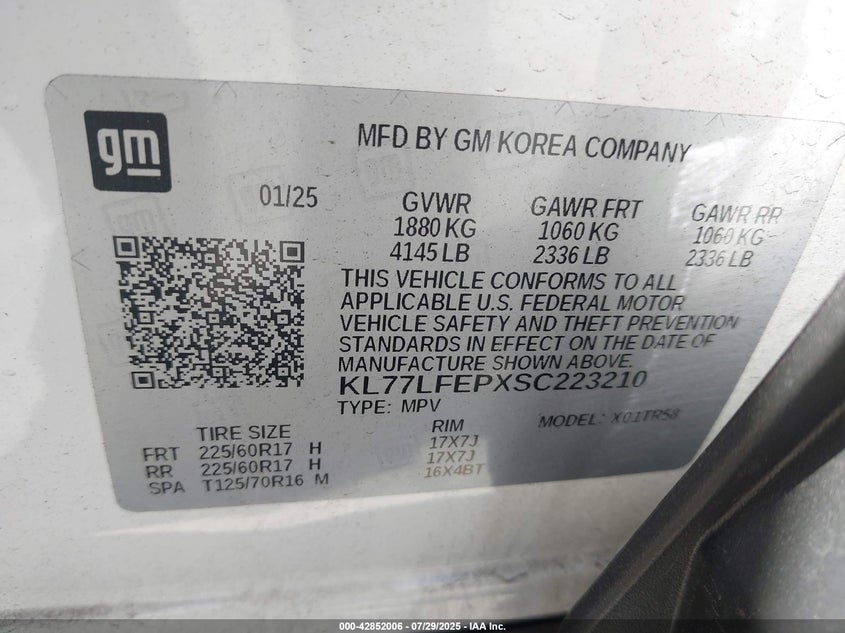 gm
MFD BY GM KOREA COMPANY
01/25
GVWR GAWR FRT GAWR RR
1880 KG 1060 KG 1060 KG
4145 LB 2336 LB 2336 LB
THIS VEHICLE CONFORMS TO ALL
APPLICABLE U.S. FEDERAL MOTOR
VEHICLE SAFETY AND THEFT PREVENTION
STANDARDS IN EFFECT ON THE DATE OF
MANUFACTURE SHOWN ABOVE.
KL77LFEPXSC223210
TYPE: MPV MODEL: X01TR58
TIRE SIZE RIM
FRT 225/60R17 H 17X7J
RR 225/60R17 H 17X7J
SPA T125/70R16 M 16X4BT
000-42852006 - 07/29/2025 - IAA Inc.